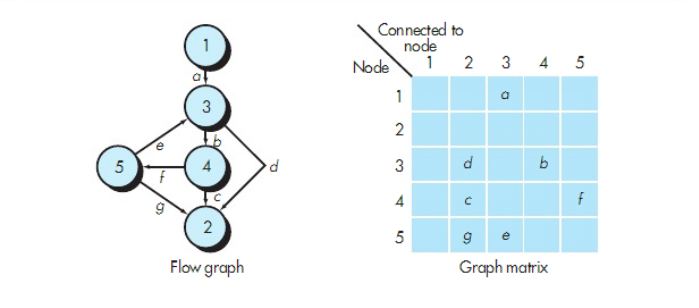 1
a
3
e
b
5
f
4
d
g
c
2
Flow graph
Connected to
node
Node
1 2 3 4 5
1 a
2
3 d b
4 c f
5 g e
Graph matrix